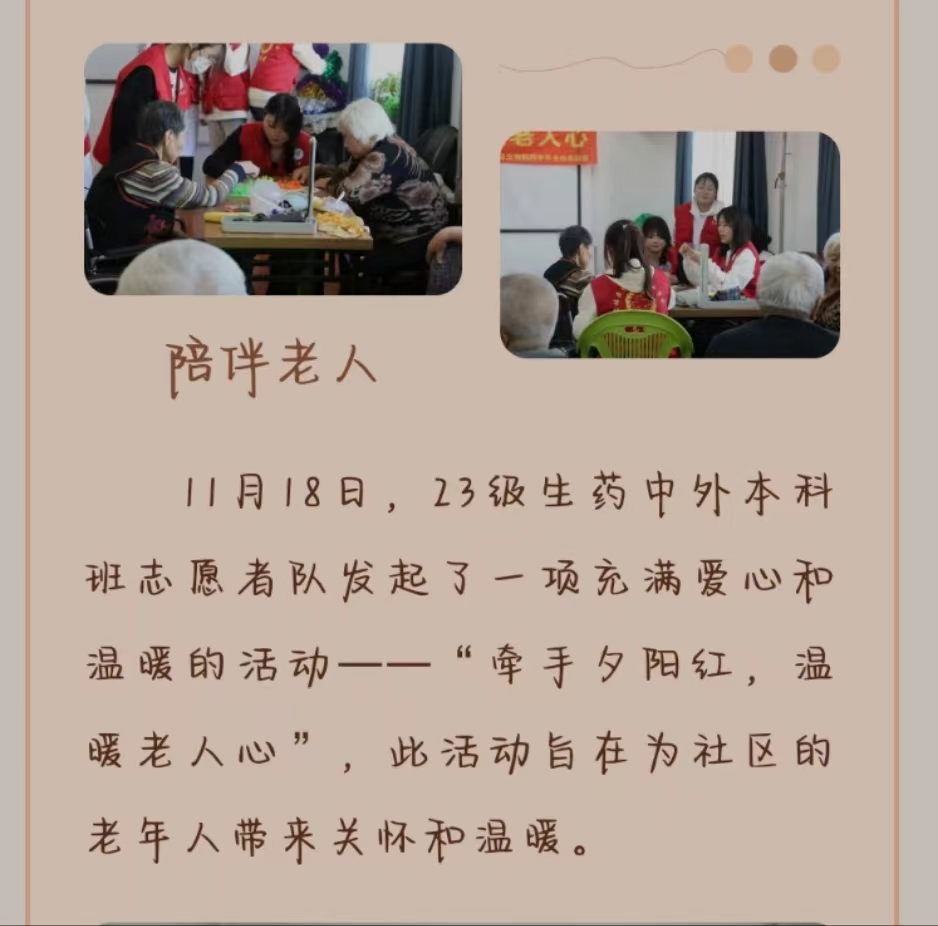 老人心
陪伴老人
11月18日，23级生药中外本科
班志愿者队发起了一项充满爱心和
温暖的活动——“牵手夕阳红，温
暖老人心”，此活动旨在为社区的
老年人带来关怀和温暖。